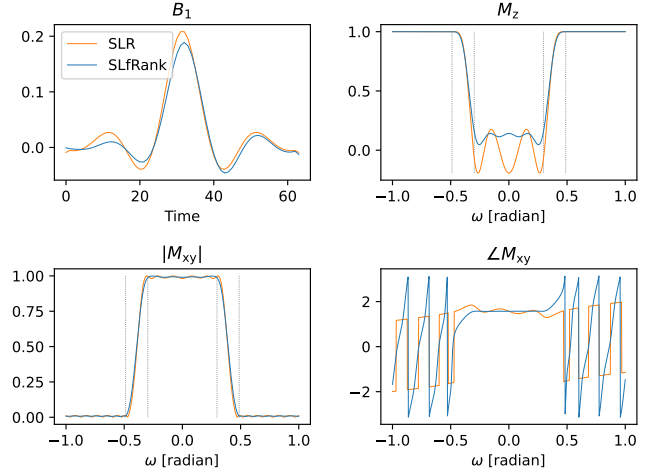 B₁
SLR
SLfRank
0.2
0.1
0.0
0 20 40 60
Time
M_z
1.0
0.5
0.0
−1.0 −0.5 0.0 0.5 1.0
ω [radian]
|M_xy|
1.00
0.75
0.50
0.25
0.00
−1.0 −0.5 0.0 0.5 1.0
ω [radian]
∠M_xy
2
0
−2
−1.0 −0.5 0.0 0.5 1.0
ω [radian]